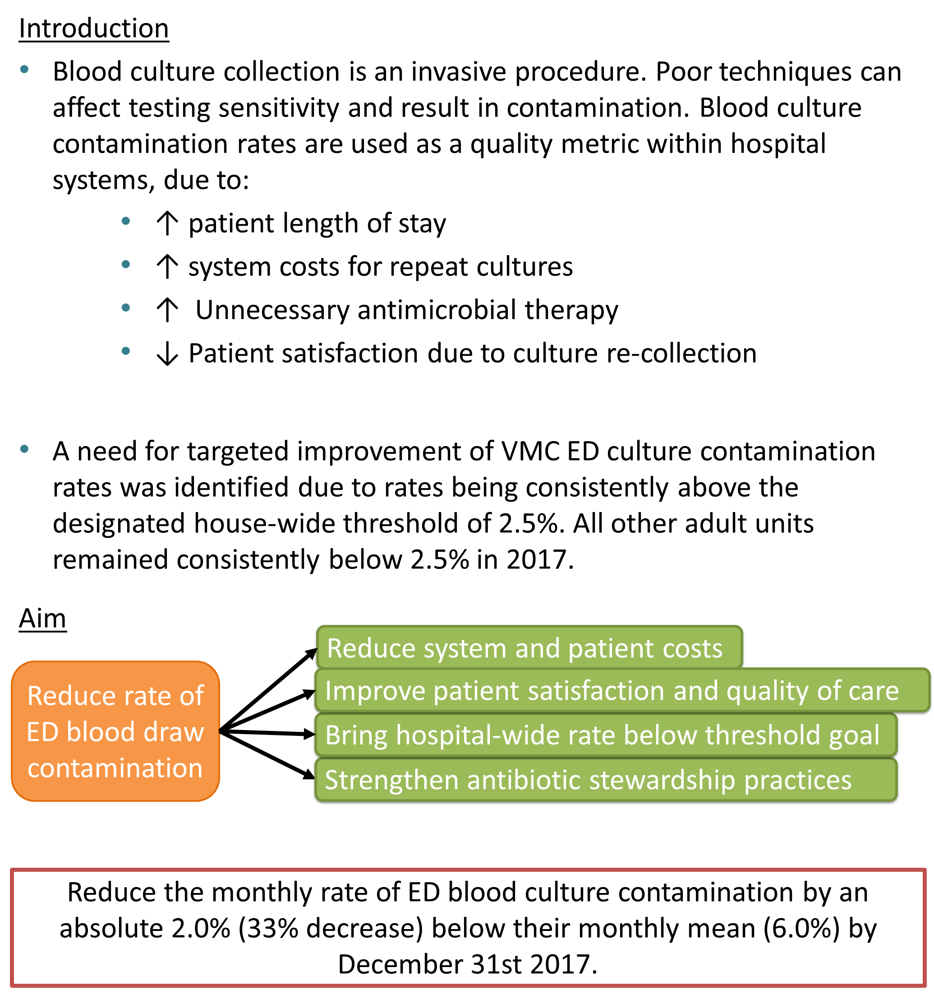 Introduction
• Blood culture collection is an invasive procedure. Poor techniques can
affect testing sensitivity and result in contamination. Blood culture
contamination rates are used as a quality metric within hospital
systems, due to:
• ↑ patient length of stay
• ↑ system costs for repeat cultures
• ↑ Unnecessary antimicrobial therapy
• ↓ Patient satisfaction due to culture re-collection
• A need for targeted improvement of VMC ED culture contamination
rates was identified due to rates being consistently above the
designated house-wide threshold of 2.5%. All other adult units
remained consistently below 2.5% in 2017.
Aim
Reduce rate of
ED blood draw
contamination
Reduce system and patient costs
Improve patient satisfaction and quality of care
Bring hospital-wide rate below threshold goal
Strengthen antibiotic stewardship practices
Reduce the monthly rate of ED blood culture contamination by an
absolute 2.0% (33% decrease) below their monthly mean (6.0%) by
December 31st 2017.